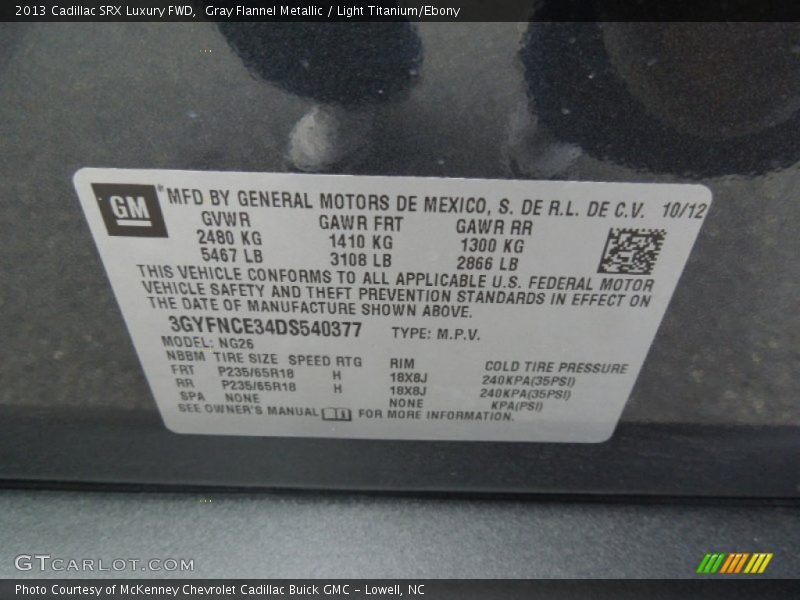 2013 Cadillac SRX Luxury FWD, Gray Flannel Metallic / Light Titanium/Ebony
GM
MFD BY GENERAL MOTORS DE MEXICO, S. DE R.L. DE C.V. 10/12
GVWR GAWR FRT GAWR RR
2480 KG 1410 KG 1300 KG
5467 LB 3108 LB 2866 LB
THIS VEHICLE CONFORMS TO ALL APPLICABLE U.S. FEDERAL MOTOR
VEHICLE SAFETY AND THEFT PREVENTION STANDARDS IN EFFECT ON
THE DATE OF MANUFACTURE SHOWN ABOVE.
3GYFNCE34DS540377 TYPE: M.P.V.
MODEL: NG26
NBBM TIRE SIZE SPEED RTG RIM COLD TIRE PRESSURE
FRT P235/65R18 H 18X8J 240KPA(35PSI)
RR P235/65R18 H 18X8J 240KPA(35PSI)
SPA NONE NONE KPA(PSI)
SEE OWNER'S MANUAL FOR MORE INFORMATION.
GTCARLOT.COM
Photo Courtesy of McKenney Chevrolet Cadillac Buick GMC - Lowell, NC